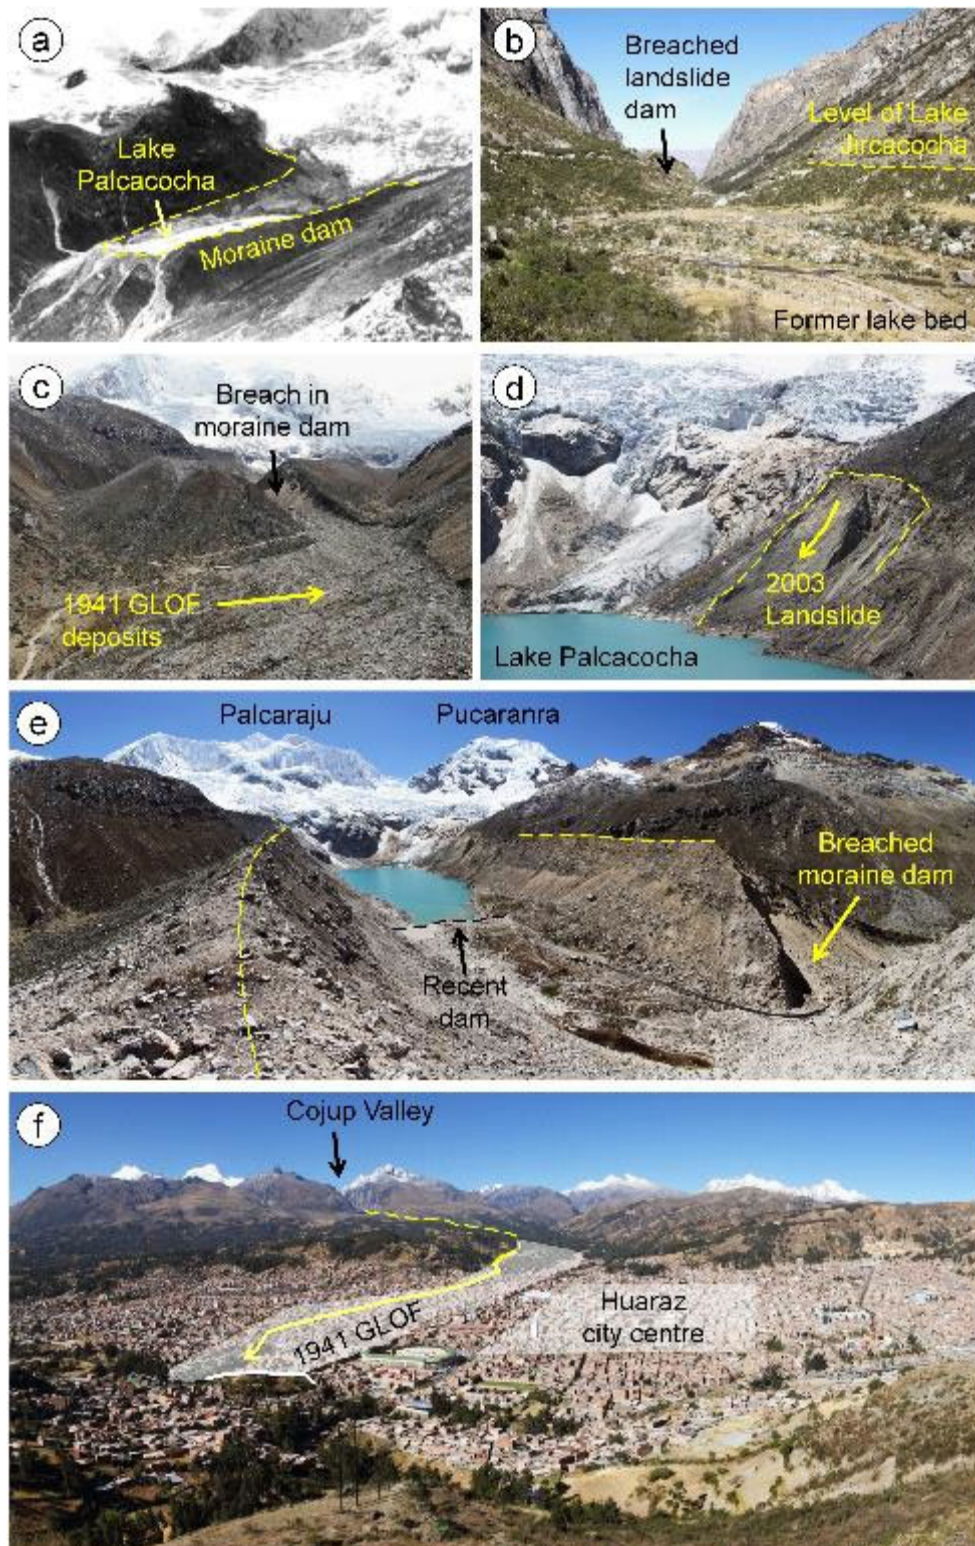 a
Lake
Palcacocha
Moraine dam
b
Breached
landslide
dam
Level of Lake
Jircacocha
Former lake bed
c
Breach in
moraine dam
1941 GLOF
deposits
d
2003
Landslide
Lake Palcacocha
e
Palcaraju
Pucaranra
Breached
moraine dam
Recent
dam
f
Cojup Valley
1941 GLOF
Huaraz
city centre